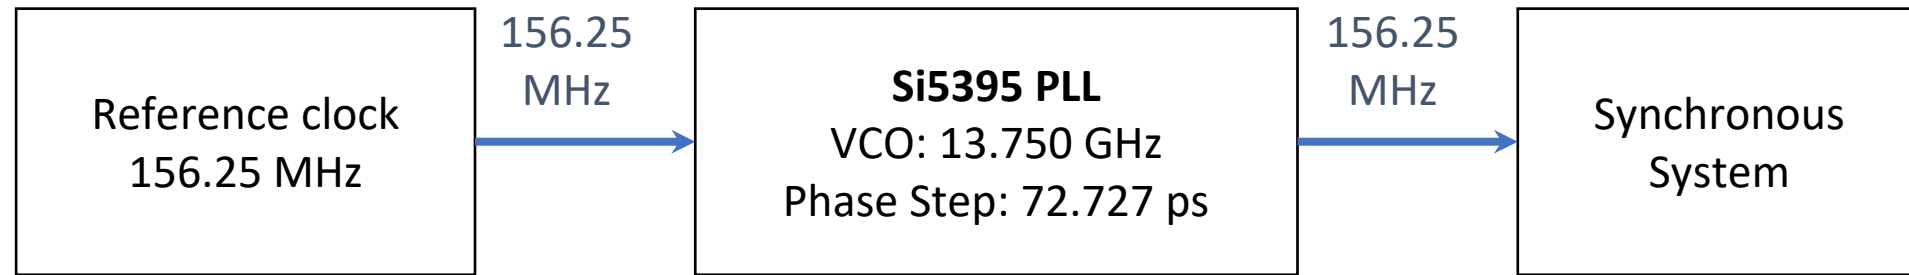 Reference clock
156.25 MHz
156.25
MHz
Si5395 PLL
VCO: 13.750 GHz
Phase Step: 72.727 ps
156.25
MHz
Synchronous
System